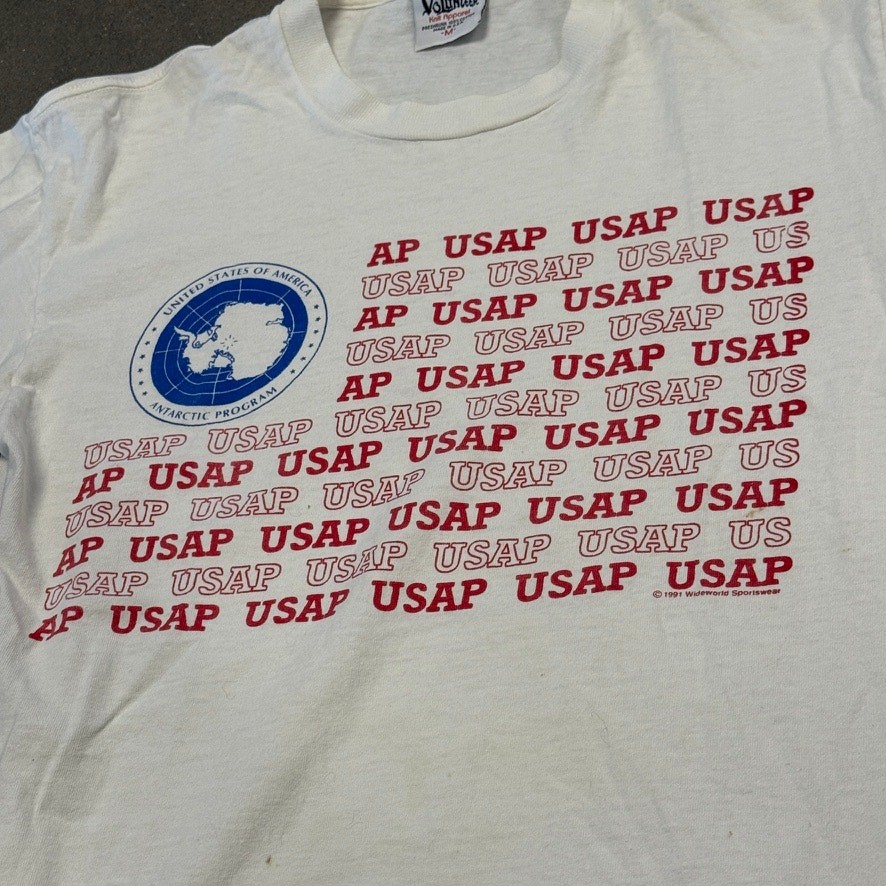 VOLUNTEER
Knit Apparel
MADE IN U.S.A.
"M"
UNITED STATES OF AMERICA
ANTARCTIC PROGRAM
AP USAP USAP USAP
USAP USAP USAP US
AP USAP USAP USAP
USAP USAP USAP US
AP USAP USAP USAP
USAP USAP USAP USAP USAP US
AP USAP USAP USAP USAP USAP
USAP USAP USAP USAP USAP US
AP USAP USAP USAP USAP USAP
USAP USAP USAP USAP USAP US
AP USAP USAP USAP USAP USAP
© 1991 Wideworld Sportswear